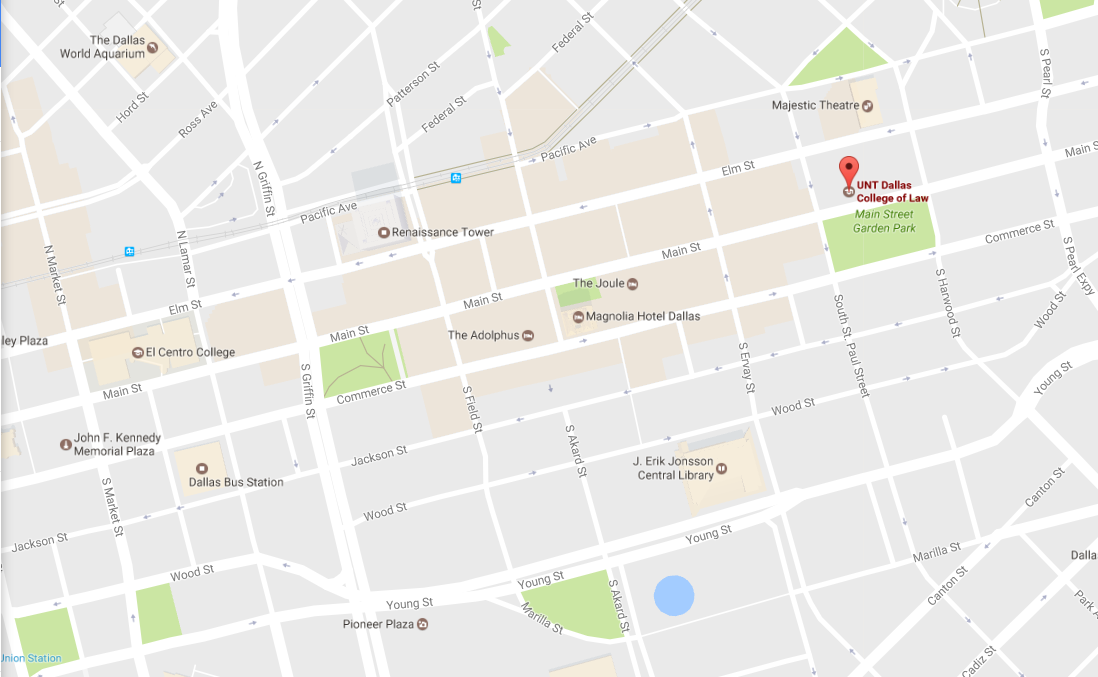 The Dallas
World Aquarium
Hord St
Ross Ave
Patterson St
Federal St
Federal St
S Pearl St
Majestic Theatre
Pacific Ave
Elm St
Main St
N Griffin St
UNT Dallas
College of Law
Main Street
Garden Park
Pacific Ave
Renaissance Tower
Commerce St
N Market St
N Lamar St
Main St
S Pearl Expy
Elm St
The Joule
Main St
Magnolia Hotel Dallas
S Harwood St
Wood St
Main St
The Adolphus
ley Plaza
El Centro College
South St. Paul Street
S Ervay St
Main St
S Griffin St
Commerce St
Young St
S Field St
Wood St
John F. Kennedy
Memorial Plaza
S Akard St
Jackson St
J. Erik Jonsson
Central Library
Dallas Bus Station
Canton St
S Market St
Wood St
Jackson St
Young St
Marilla St
Dalla
Wood St
Young St
Canton St
Young St
S Akard St
Marilla St
Park A
Pioneer Plaza
Union Station
Cadiz St